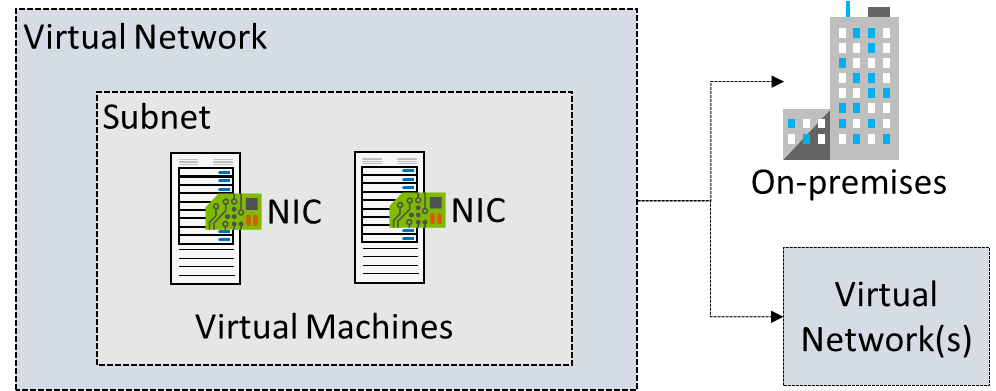 Virtual Network
Subnet
NIC
NIC
Virtual Machines
On-premises
Virtual
Network(s)